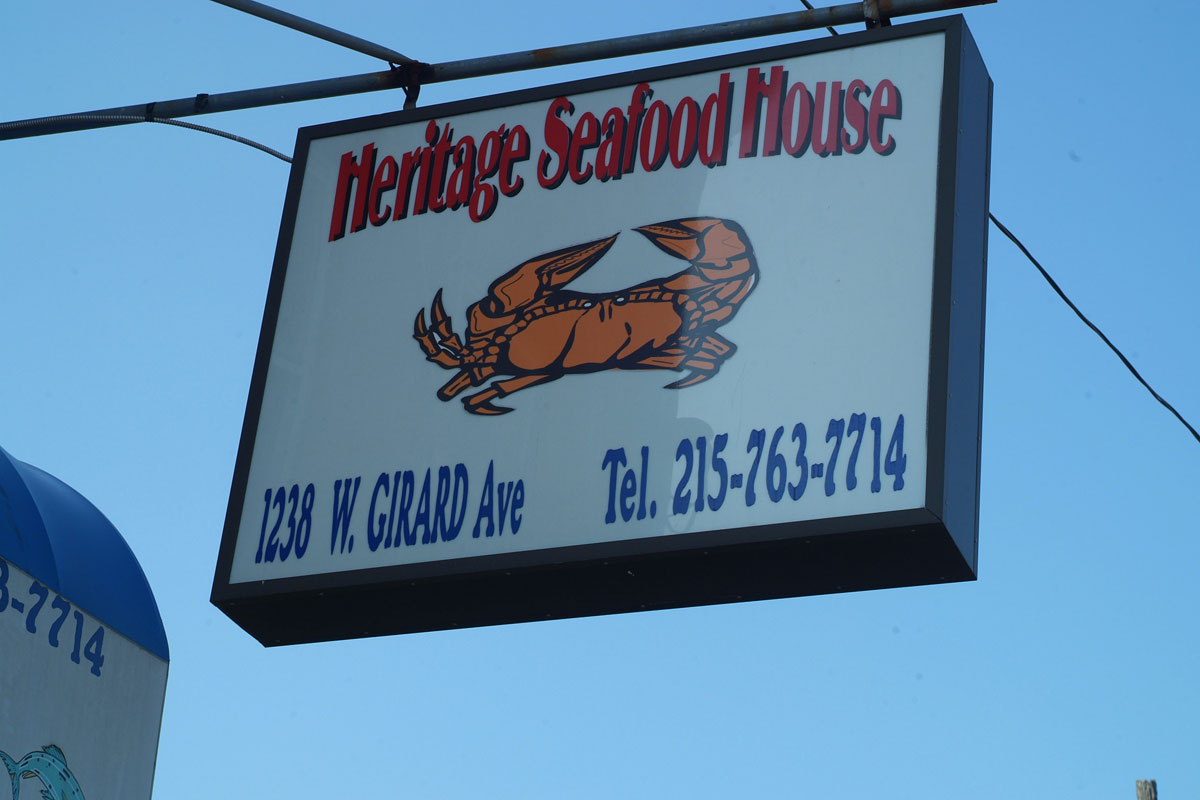 Heritage Seafood House
1238 W. GIRARD Ave
Tel. 215-763-7714
3-7714